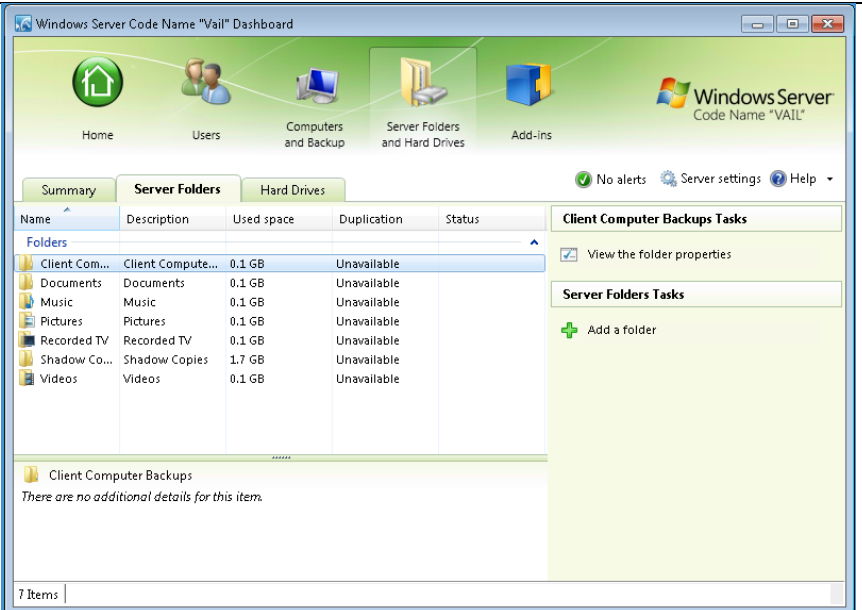 Windows Server Code Name "Vail" Dashboard
Home
Users
Computers
and Backup
Server Folders
and Hard Drives
Add-ins
Windows Server
Code Name "VAIL"
No alerts
Server settings
Help
Summary
Server Folders
Hard Drives
Name Description Used space Duplication Status
Folders
Client Com... Client Compute... 0.1 GB Unavailable
Documents Documents 0.1 GB Unavailable
Music Music 0.1 GB Unavailable
Pictures Pictures 0.1 GB Unavailable
Recorded TV Recorded TV 0.1 GB Unavailable
Shadow Co... Shadow Copies 1.7 GB Unavailable
Videos Videos 0.1 GB Unavailable
Client Computer Backups Tasks
View the folder properties
Server Folders Tasks
Add a folder
Client Computer Backups
There are no additional details for this item.
7 Items